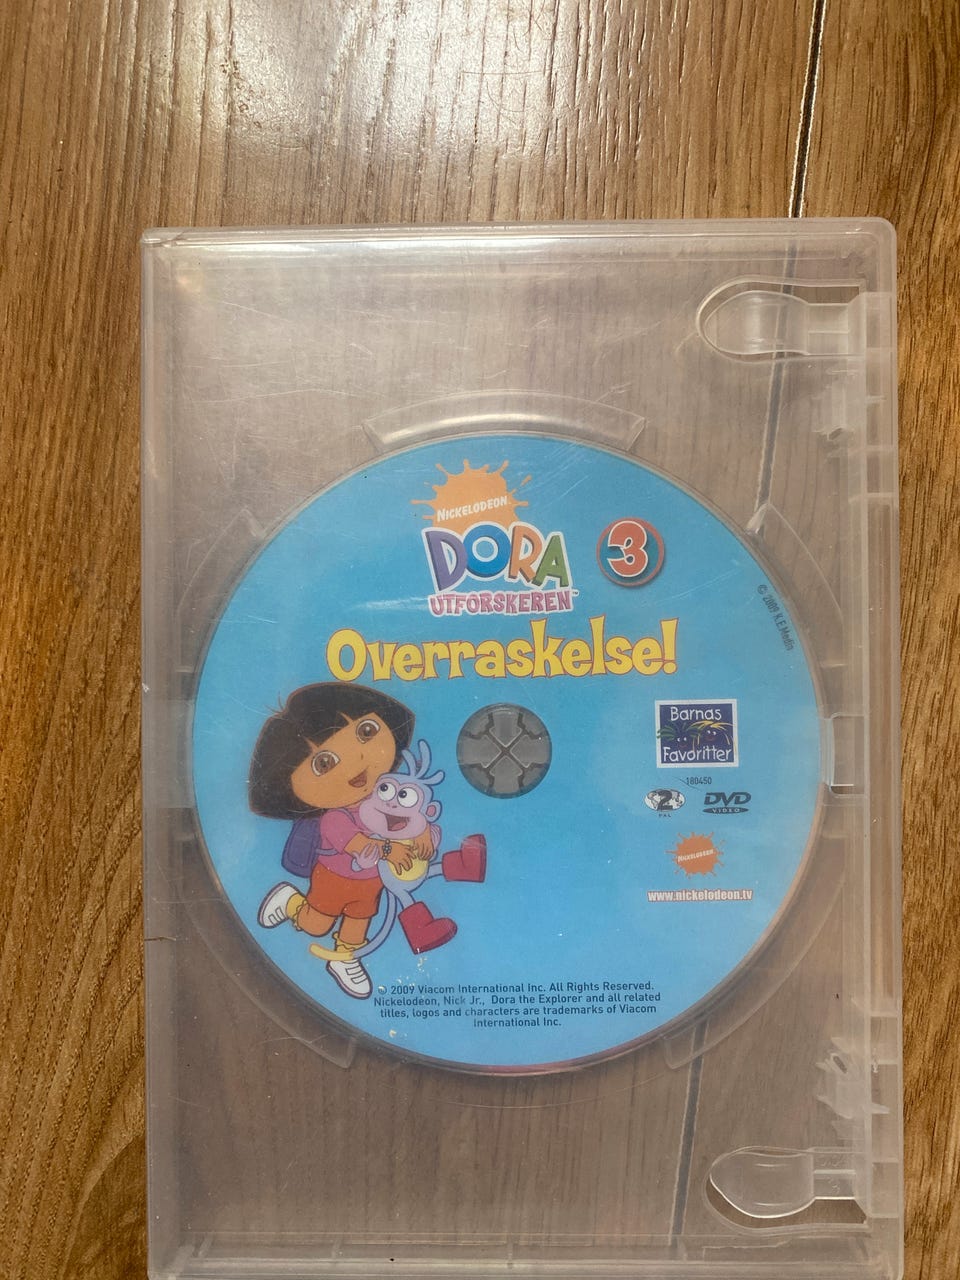 NICKELODEON
DORA
UTFORSKEREN™
3
Overraskelse!
© 2009 K.E.Media
Barnas
Favoritter
180450
2
PAL
DVD
VIDEO
NICKELODEON
www.nickelodeon.tv
© 2009 Viacom International Inc. All Rights Reserved.
Nickelodeon, Nick Jr., Dora the Explorer and all related
titles, logos and characters are trademarks of Viacom
International Inc.